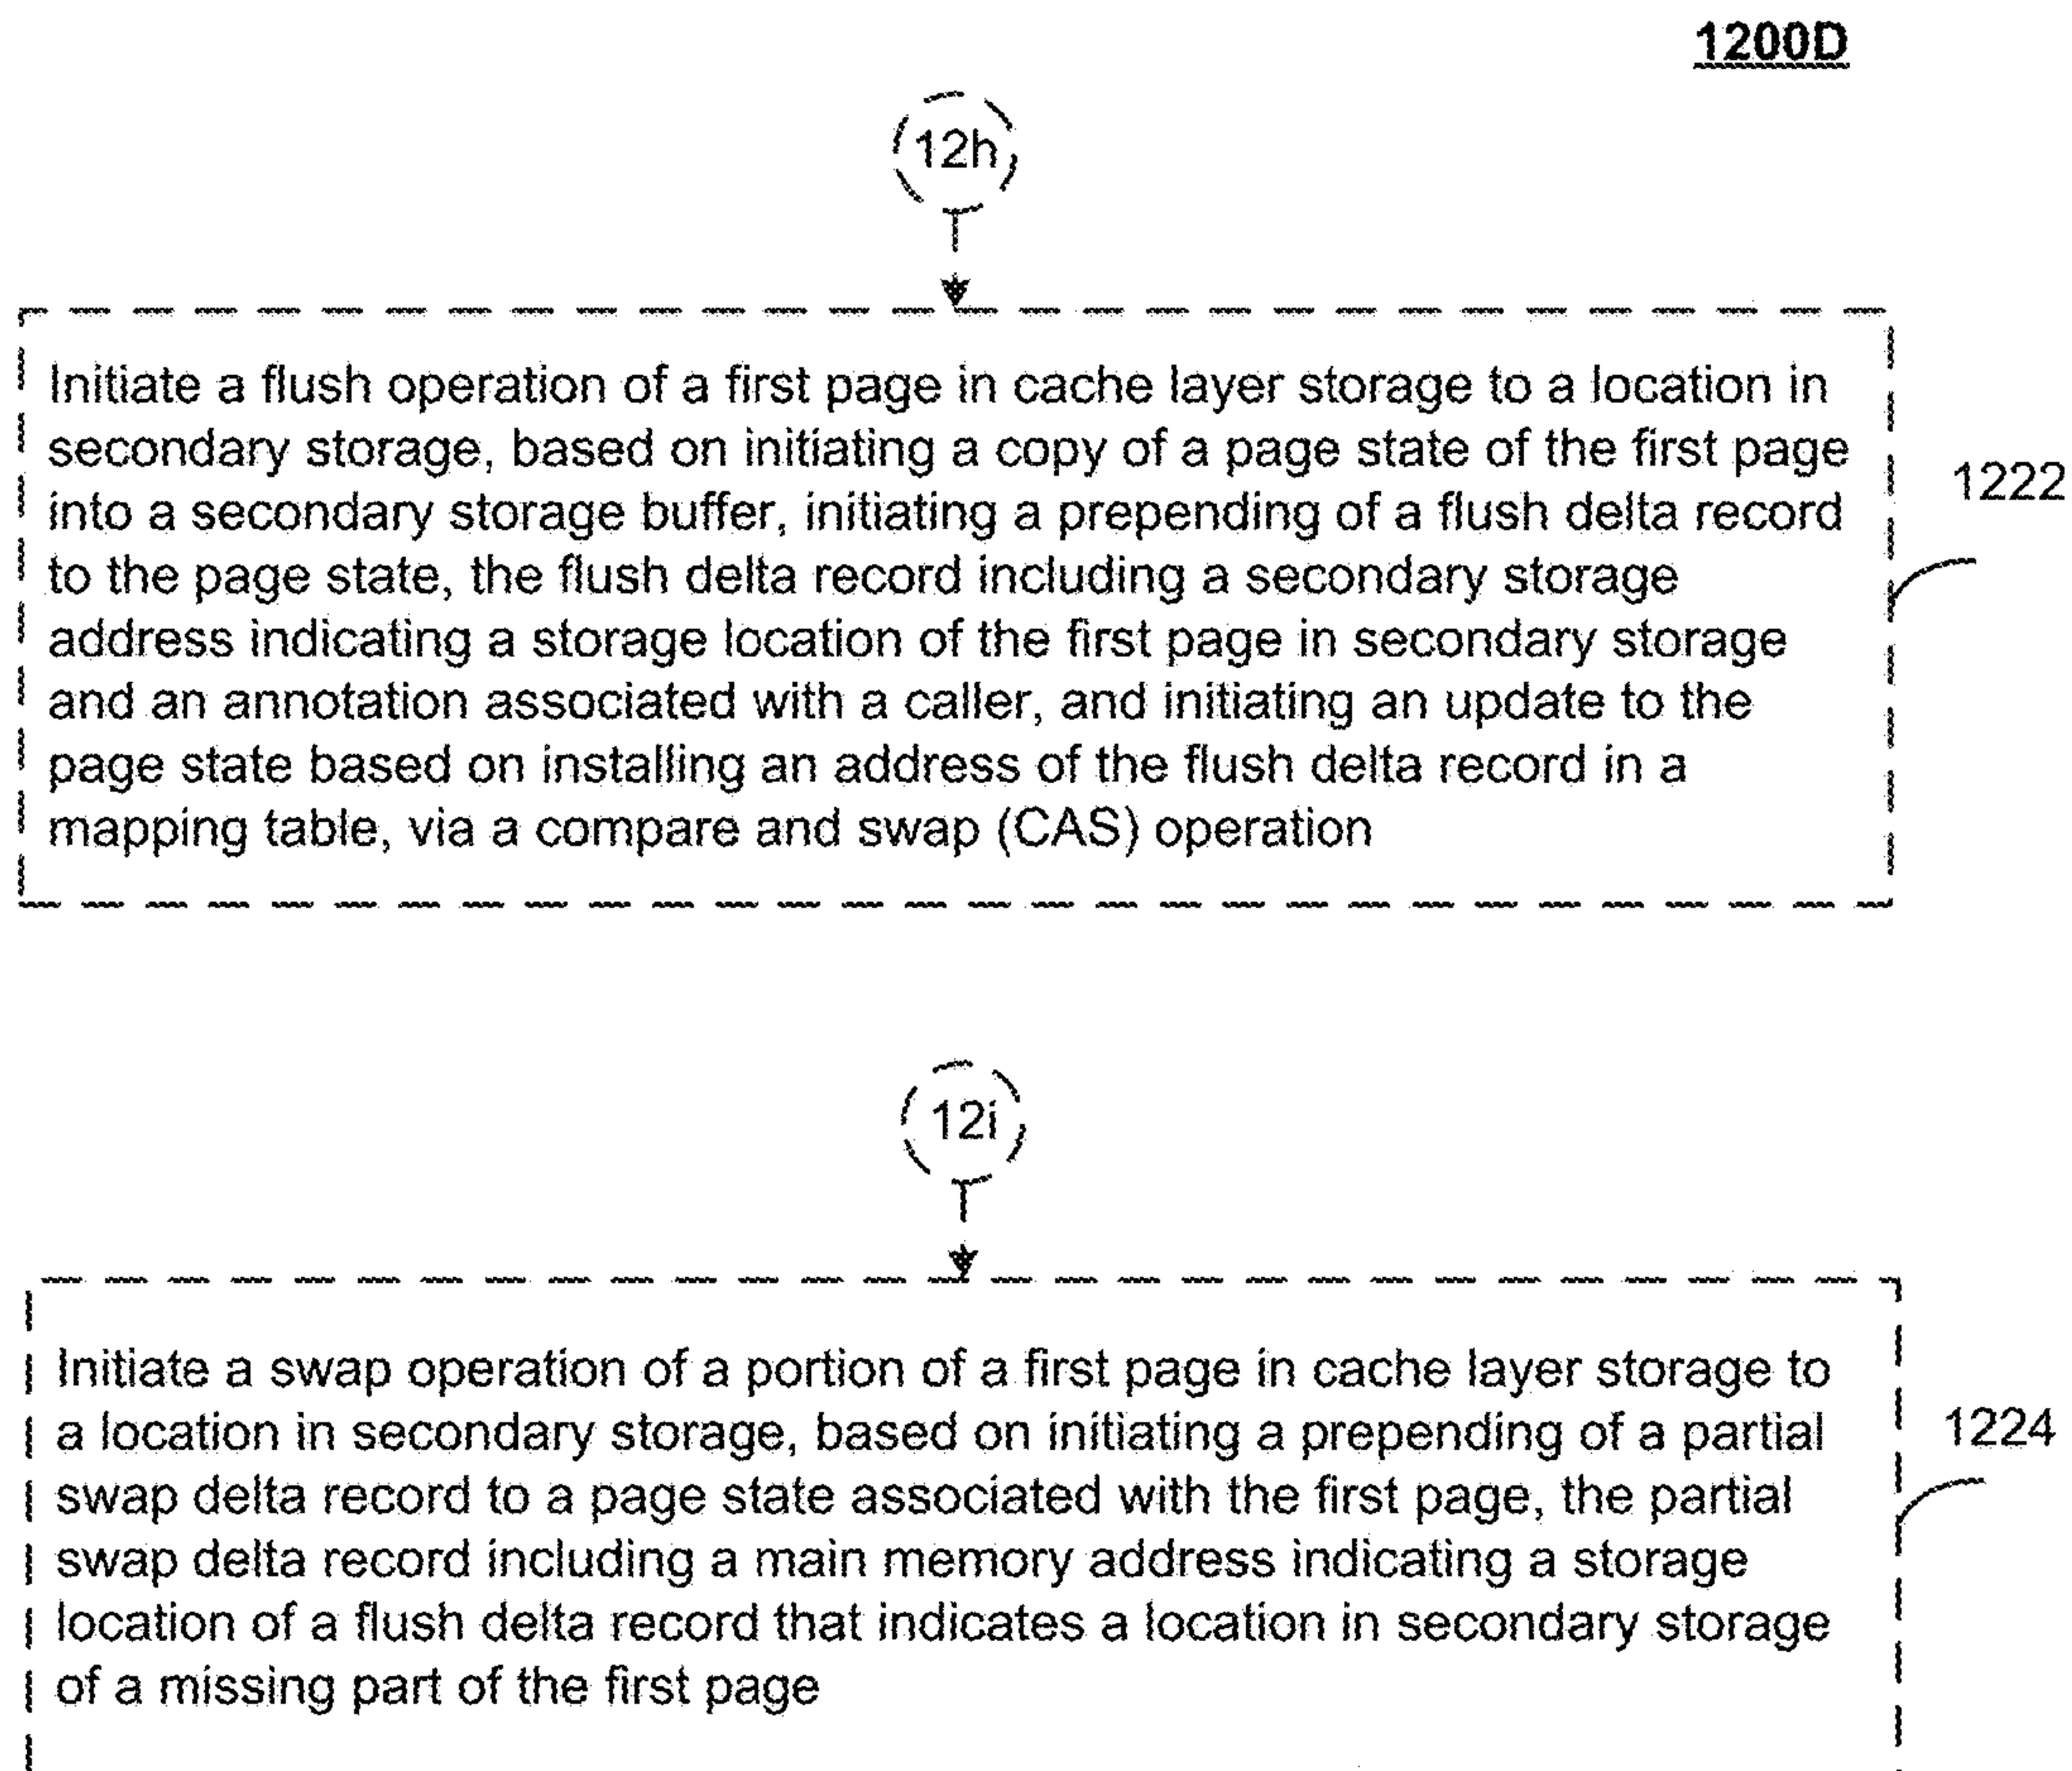 1200D
12h
Initiate a flush operation of a first page in cache layer storage to a location in
secondary storage, based on initiating a copy of a page state of the first page
into a secondary storage buffer, initiating a prepending of a flush delta record
to the page state, the flush delta record including a secondary storage
address indicating a storage location of the first page in secondary storage
and an annotation associated with a caller, and initiating an update to the
page state based on installing an address of the flush delta record in a
mapping table, via a compare and swap (CAS) operation
1222
12i
Initiate a swap operation of a portion of a first page in cache layer storage to
a location in secondary storage, based on initiating a prepending of a partial
swap delta record to a page state associated with the first page, the partial
swap delta record including a main memory address indicating a storage
location of a flush delta record that indicates a location in secondary storage
of a missing part of the first page
1224